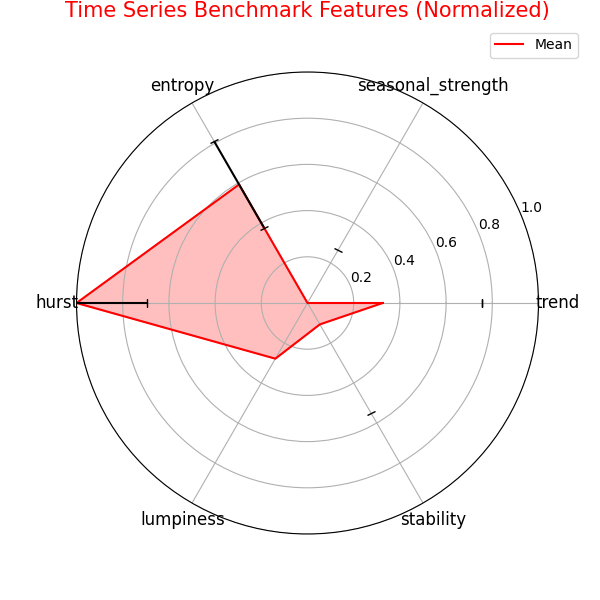 Time Series Benchmark Features (Normalized)
Mean
entropy
seasonal_strength
1.0
0.8
0.6
0.4
0.2
hurst
trend
lumpiness
stability